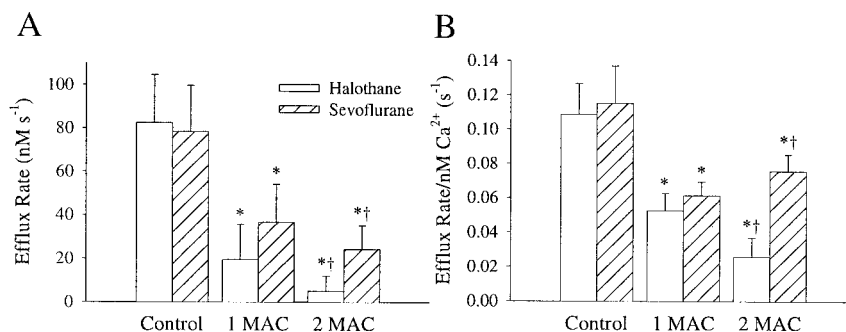 A
Efflux Rate (nM s⁻¹)
100
80
60
40
20
0
Halothane
Sevoflurane
*
*
*†
*†
Control 1 MAC 2 MAC
B
Efflux Rate/nM Ca²⁺ (s⁻¹)
0.14
0.12
0.10
0.08
0.06
0.04
0.02
0.00
*
*
*†
*†
Control 1 MAC 2 MAC